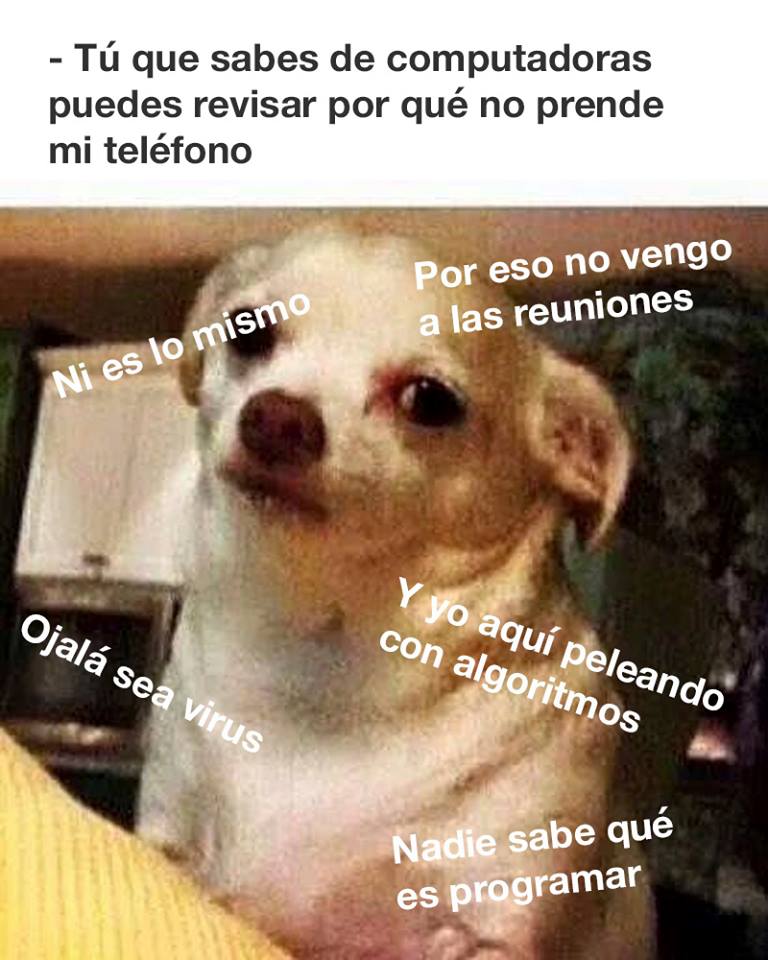 - Tú que sabes de computadoras
puedes revisar por qué no prende
mi teléfono
Por eso no vengo
a las reuniones
Ni es lo mismo
Y yo aquí peleando
con algoritmos
Ojalá sea virus
Nadie sabe qué
es programar